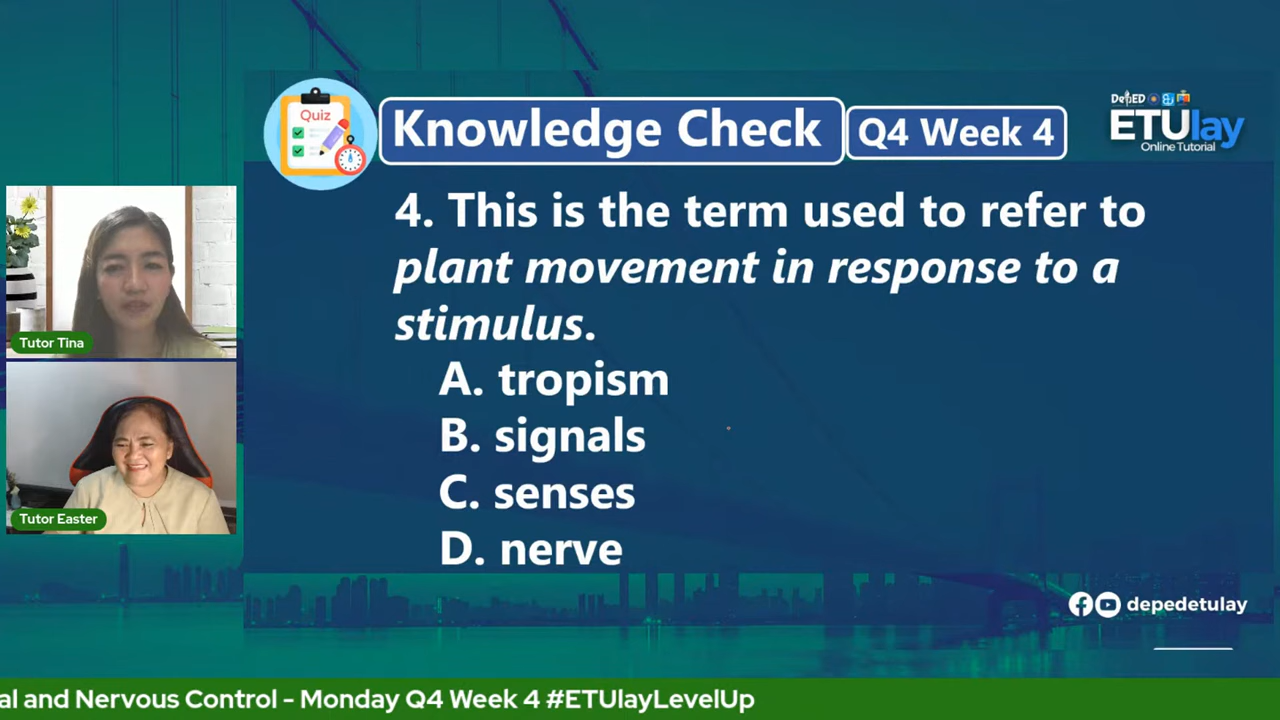 Quiz
Knowledge Check
Q4 Week 4
DepED
ETUlay
Online Tutorial
4. This is the term used to refer to
plant movement in response to a
stimulus.
A. tropism
B. signals
C. senses
D. nerve
Tutor Tina
Tutor Easter
depedetulay
al and Nervous Control - Monday Q4 Week 4 #ETUlayLevelUp